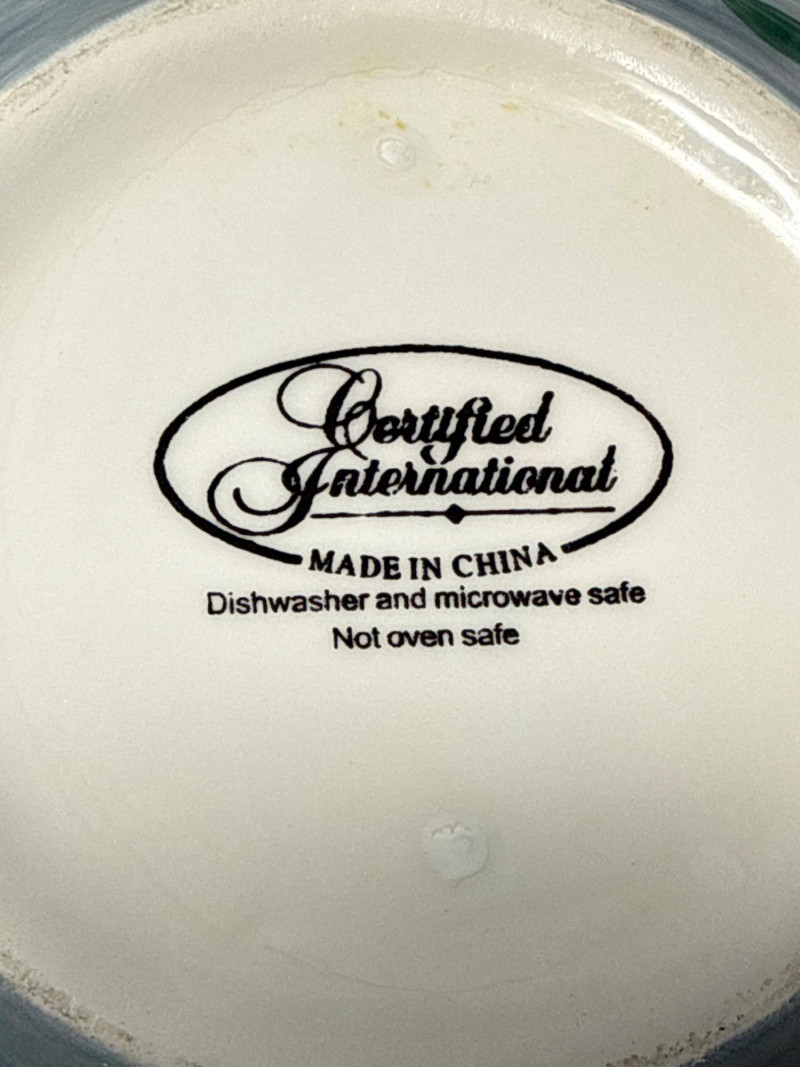 Certified
International
MADE IN CHINA
Dishwasher and microwave safe
Not oven safe